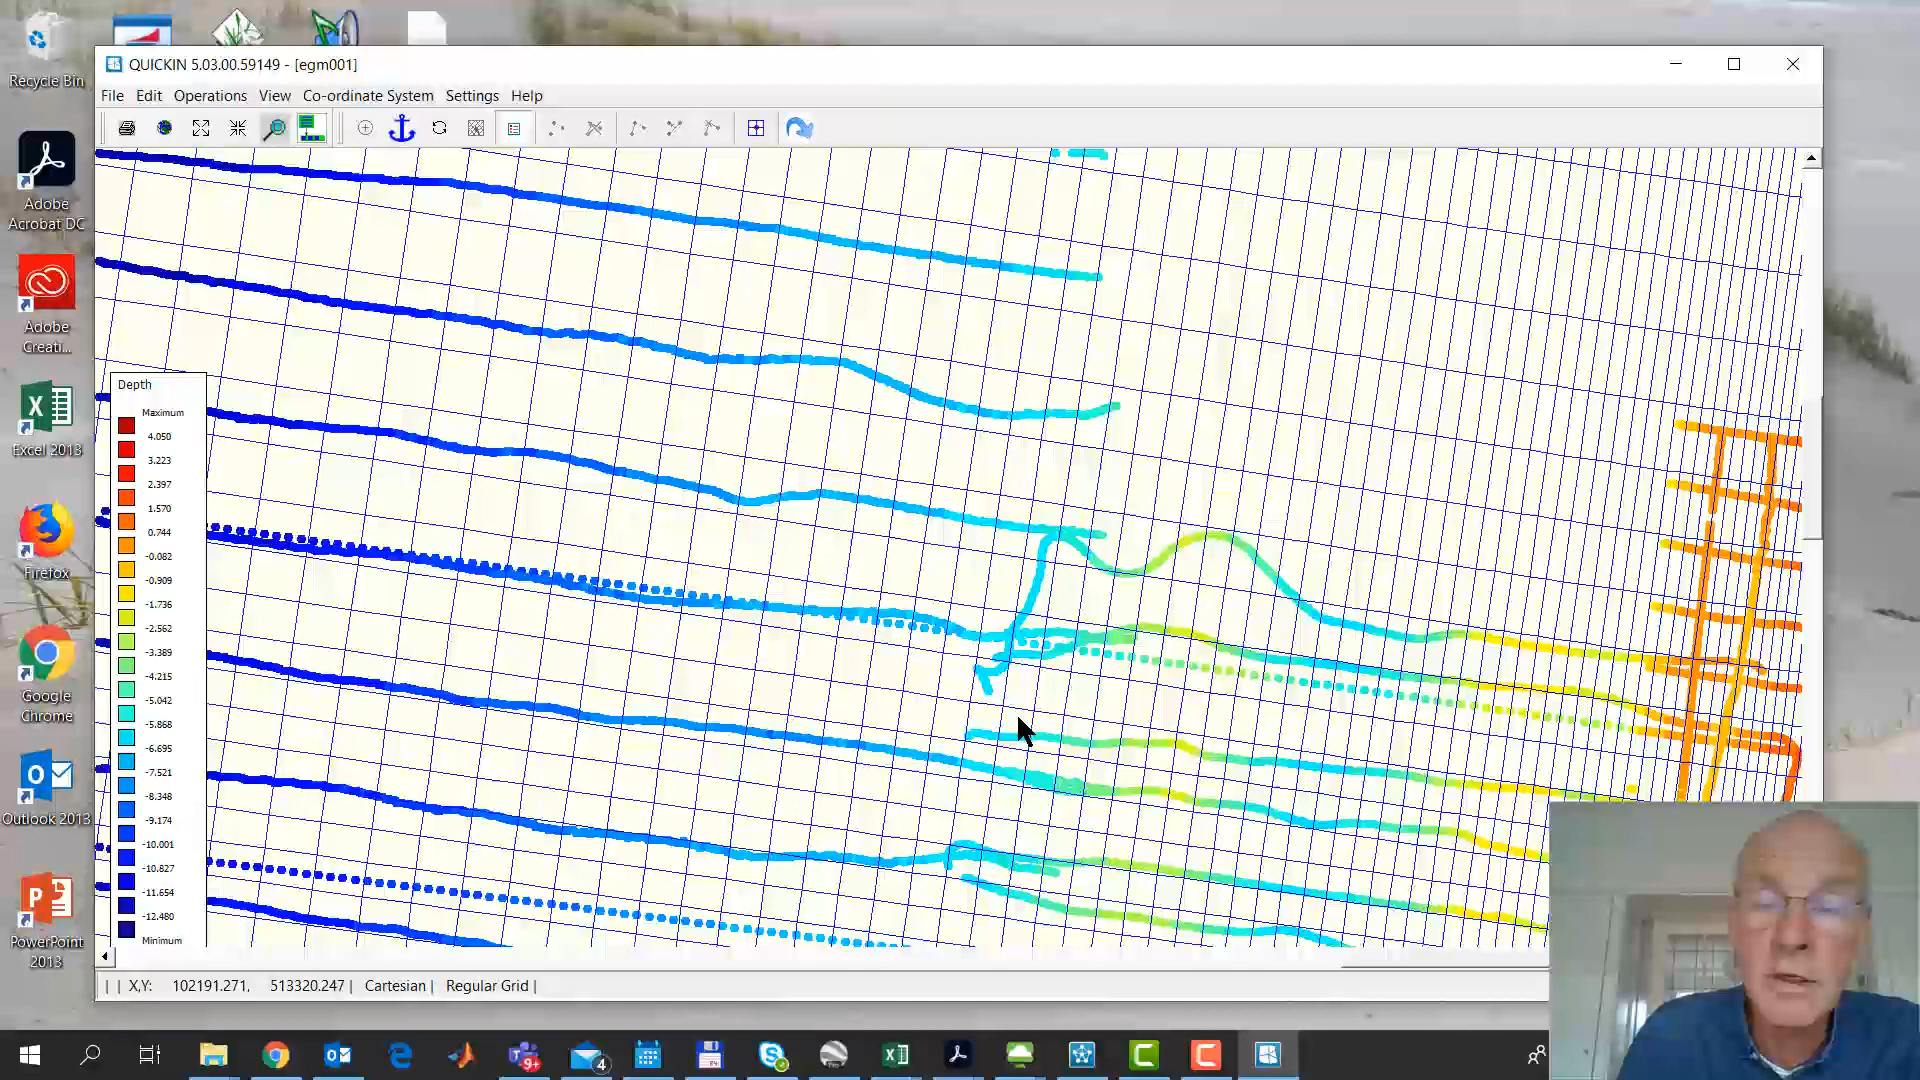 QUICKIN 5.03.00.59149 - [egm001]
File Edit Operations View Co-ordinate System Settings Help
Recycle Bin
Adobe
Acrobat DC
Adobe
Creati...
Excel 2013
Firefox
Google
Chrome
Outlook 2013
PowerPoint
2013
Depth
Maximum
4.050
3.223
2.397
1.570
0.744
-0.082
-0.909
-1.736
-2.562
-3.389
-4.215
-5.042
-5.868
-6.695
-7.521
-8.348
-9.174
-10.001
-10.827
-11.654
-12.480
Minimum
| | X,Y: 102191.271, 513320.247 | Cartesian | Regular Grid |
9+
4